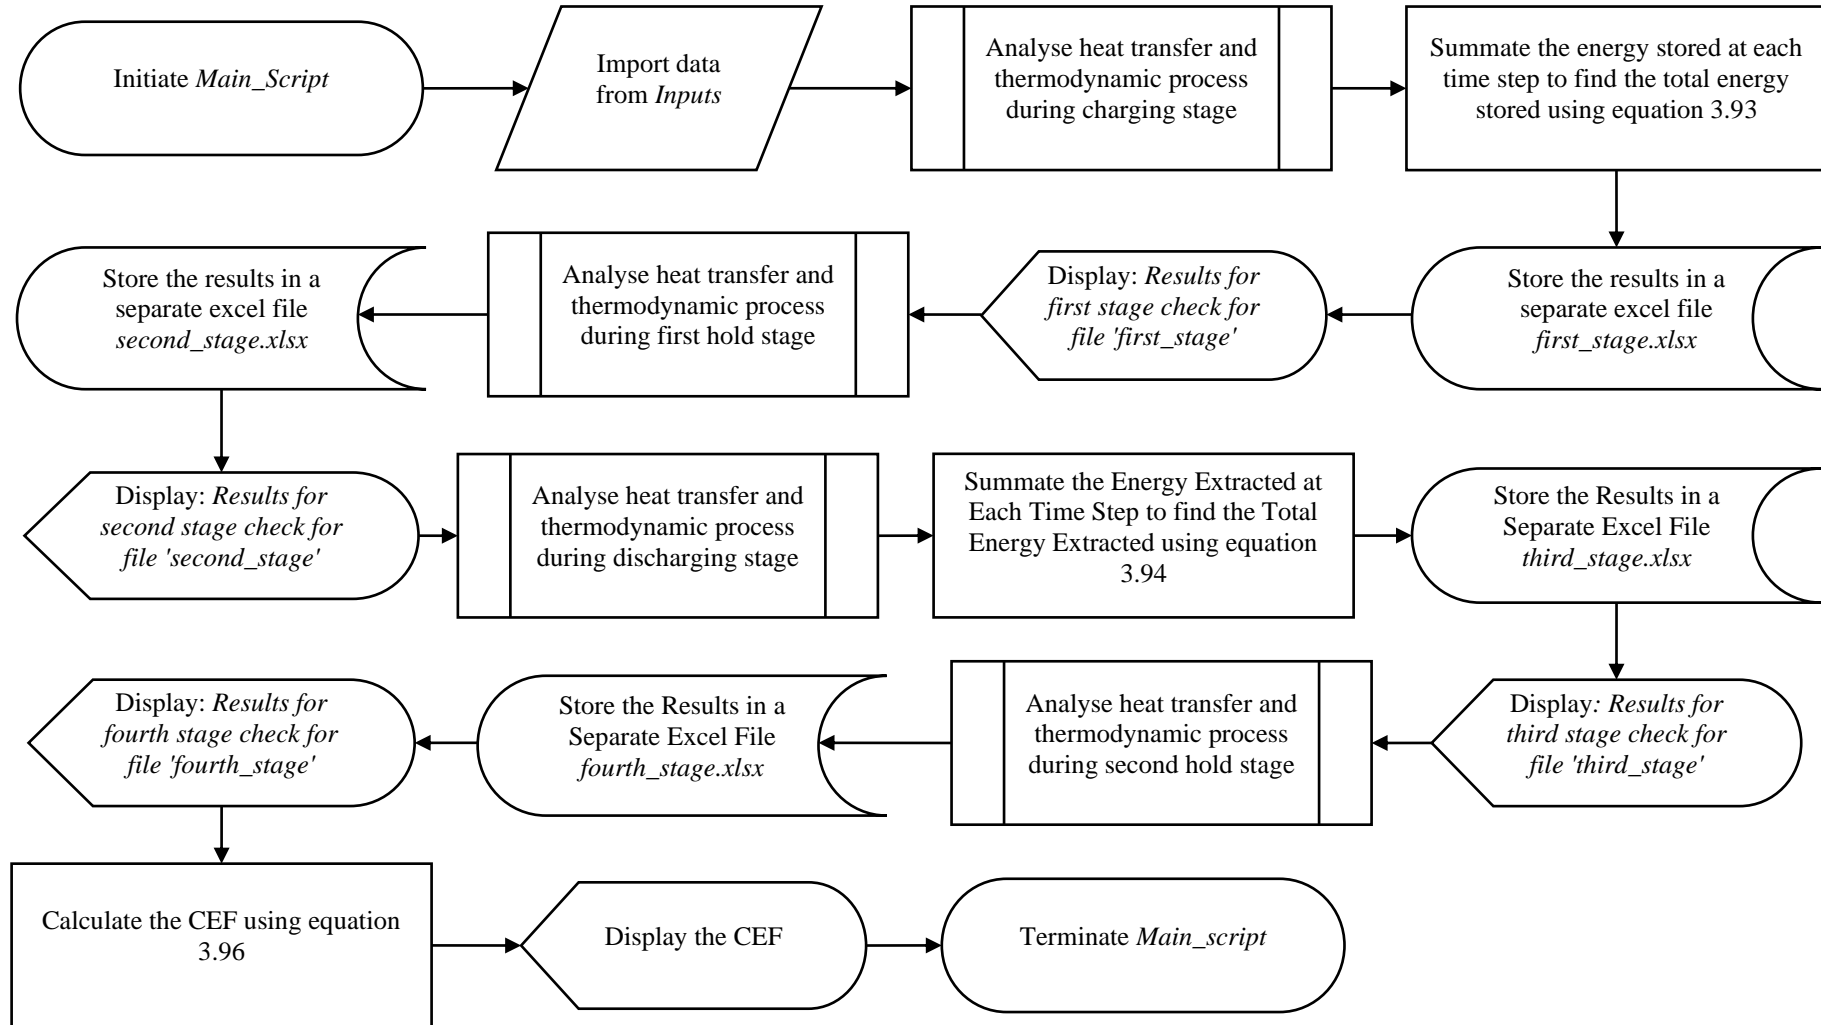 Initiate Main_Script
Import data
from Inputs
Analyse heat transfer and
thermodynamic process
during charging stage
Summate the energy stored at each
time step to find the total energy
stored using equation 3.93
Store the results in a
separate excel file
first_stage.xlsx
Display: Results for
first stage check for
file 'first_stage'
Analyse heat transfer and
thermodynamic process
during first hold stage
Store the results in a
separate excel file
second_stage.xlsx
Display: Results for
second stage check for
file 'second_stage'
Analyse heat transfer and
thermodynamic process
during discharging stage
Summate the Energy Extracted at
Each Time Step to find the Total
Energy Extracted using equation
3.94
Store the Results in a
Separate Excel File
third_stage.xlsx
Display: Results for
third stage check for
file 'third_stage'
Analyse heat transfer and
thermodynamic process
during second hold stage
Store the Results in a
Separate Excel File
fourth_stage.xlsx
Display: Results for
fourth stage check for
file 'fourth_stage'
Calculate the CEF using equation
3.96
Display the CEF
Terminate Main_script